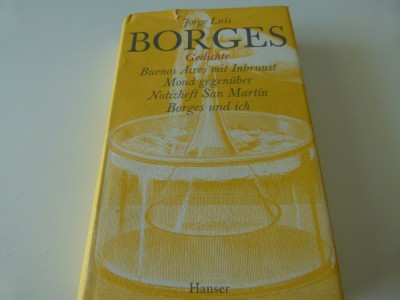 Jorge Luis
BORGES
Gedichte
Buenos Aires mit Inbrunst
Mond gegenüber
Notizheft San Martín
Borges und ich
Hanser